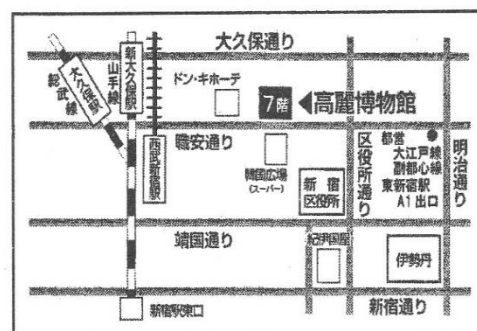 大久保通り
総武線
大久保駅
新大久保駅
山手線
ドン・キホーテ
7階
◀高麗博物館
職安通り
西武新宿駅
韓国広場
(スーパー)
新宿
区役所
区役所通り
都営
大江戸線
副都心線
東新宿駅
A1出口
明治通り
靖国通り
紀伊国屋
伊勢丹
新宿駅東口
新宿通り